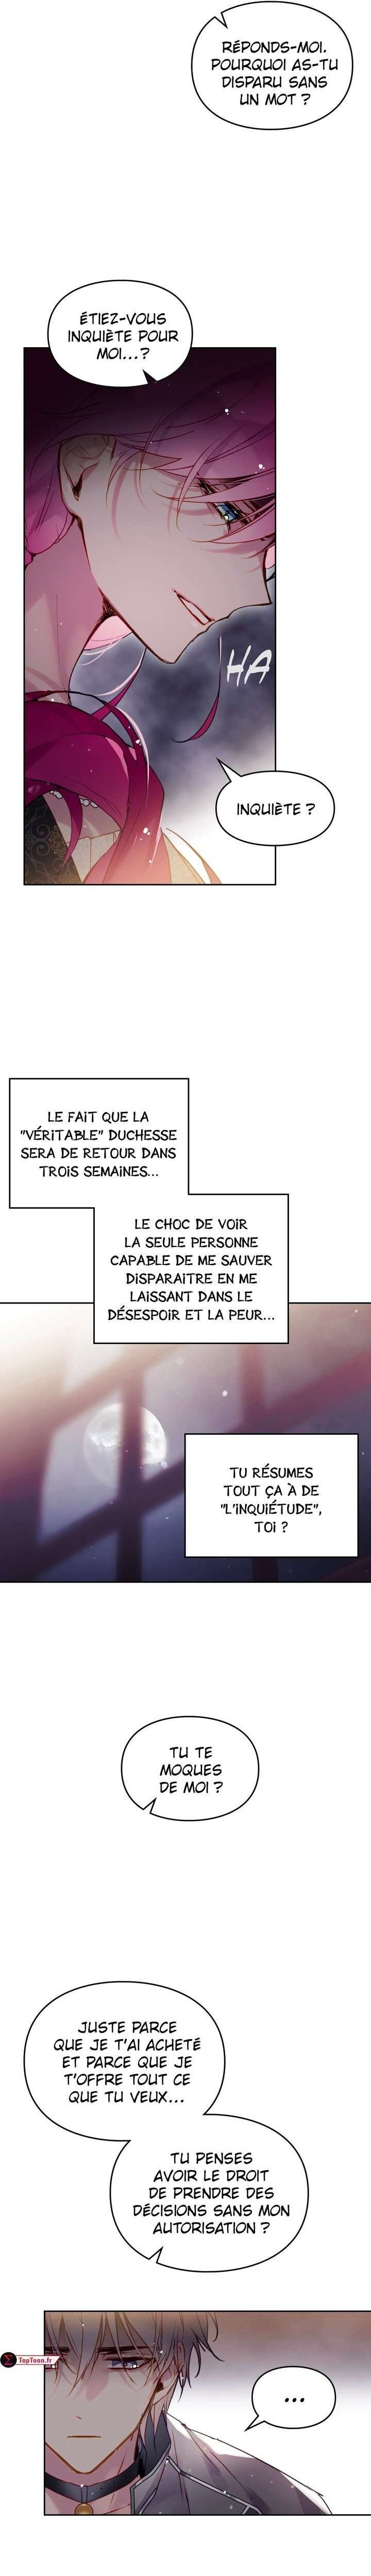 RÉPONDS-MOI.
POURQUOI AS-TU
DISPARU SANS
UN MOT ?
ÉTIEZ-VOUS
INQUIÈTE POUR
MOI...?
HA
INQUIÈTE ?
LE FAIT QUE LA
"VÉRITABLE" DUCHESSE
SERA DE RETOUR DANS
TROIS SEMAINES...
LE CHOC DE VOIR
LA SEULE PERSONNE
CAPABLE DE ME SAUVER
DISPARAITRE EN ME
LAISSANT DANS LE
DÉSESPOIR ET LA PEUR...
TU RÉSUMES
TOUT ÇA À DE
"L'INQUIÉTUDE",
TOI ?
TU TE
MOQUES
DE MOI ?
JUSTE PARCE
QUE JE T'AI ACHETÉ
ET PARCE QUE JE
T'OFFRE TOUT CE
QUE TU VEUX...
TU PENSES
AVOIR LE DROIT
DE PRENDRE DES
DÉCISIONS SANS MON
AUTORISATION ?
TopToon.fr
...